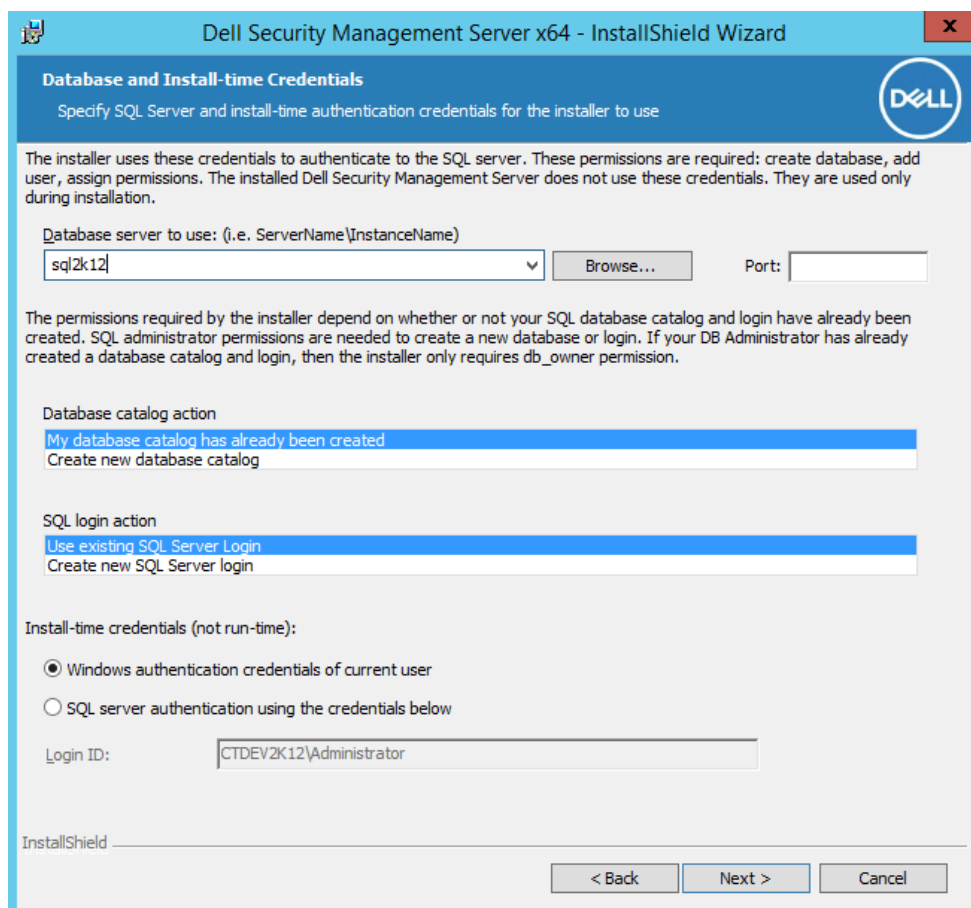 Dell Security Management Server x64 - InstallShield Wizard
x
Database and Install-time Credentials
Specify SQL Server and install-time authentication credentials for the installer to use
DELL
The installer uses these credentials to authenticate to the SQL server. These permissions are required: create database, add
user, assign permissions. The installed Dell Security Management Server does not use these credentials. They are used only
during installation.
Database server to use: (i.e. ServerName\InstanceName)
sql2k12 Browse... Port:
The permissions required by the installer depend on whether or not your SQL database catalog and login have already been
created. SQL administrator permissions are needed to create a new database or login. If your DB Administrator has already
created a database catalog and login, then the installer only requires db_owner permission.
Database catalog action
My database catalog has already been created
Create new database catalog
SQL login action
Use existing SQL Server Login
Create new SQL Server login
Install-time credentials (not run-time):
Windows authentication credentials of current user
SQL server authentication using the credentials below
Login ID: CTDEV2K12\Administrator
InstallShield
< Back Next > Cancel